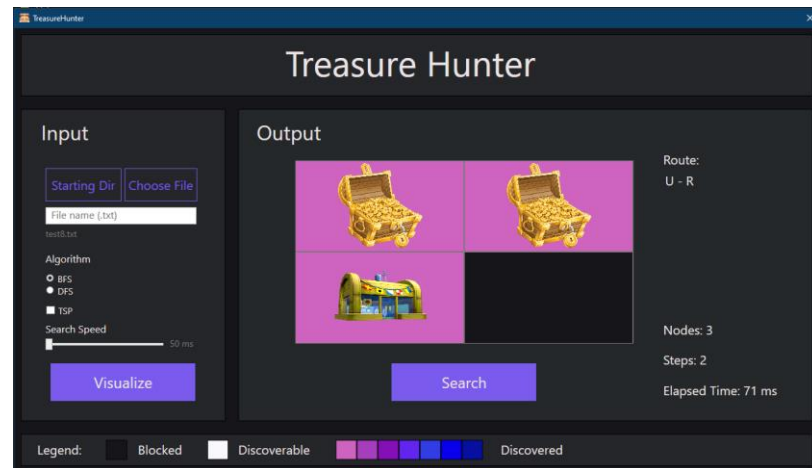 TreasureHunter
Treasure Hunter
Input
Starting Dir
Choose File
File name (.txt)
test8.txt
Algorithm
BFS
DFS
TSP
Search Speed
50 ms
Visualize
Output
Route:
U - R
Nodes: 3
Steps: 2
Elapsed Time: 71 ms
Search
Legend:
Blocked
Discoverable
Discovered